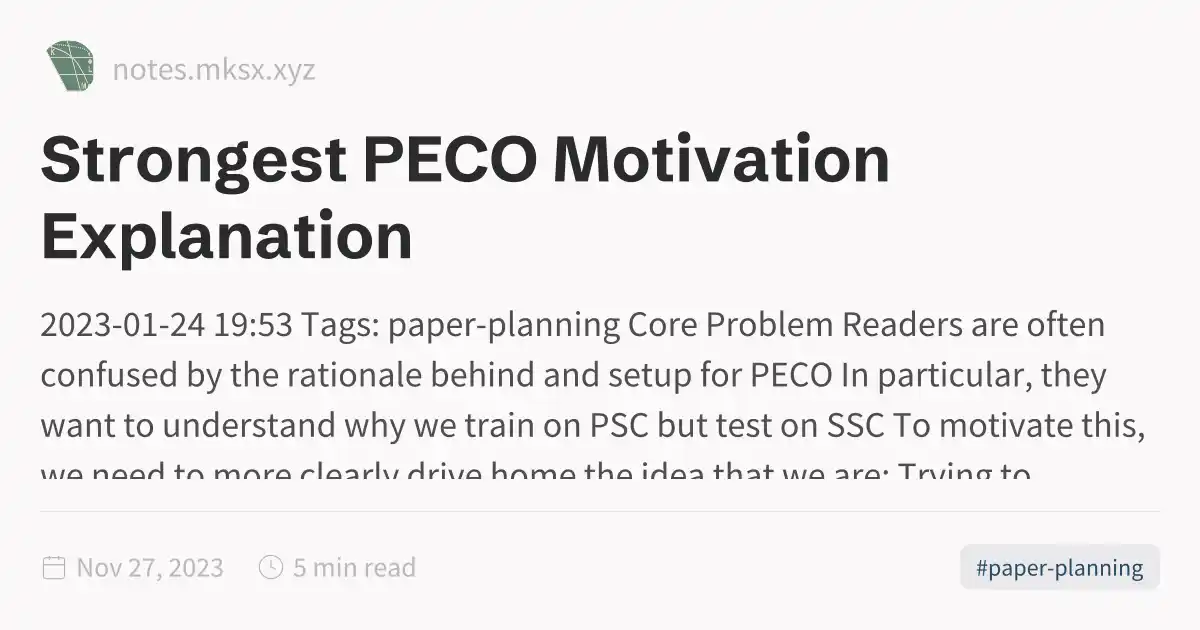 notes.mksx.xyz
Strongest PECO Motivation
Explanation
2023-01-24 19:53 Tags: paper-planning Core Problem Readers are often
confused by the rationale behind and setup for PECO In particular, they
want to understand why we train on PSC but test on SSC To motivate this,
we need to more clearly drive home the idea that we are: Trying to
Nov 27, 2023
5 min read
#paper-planning